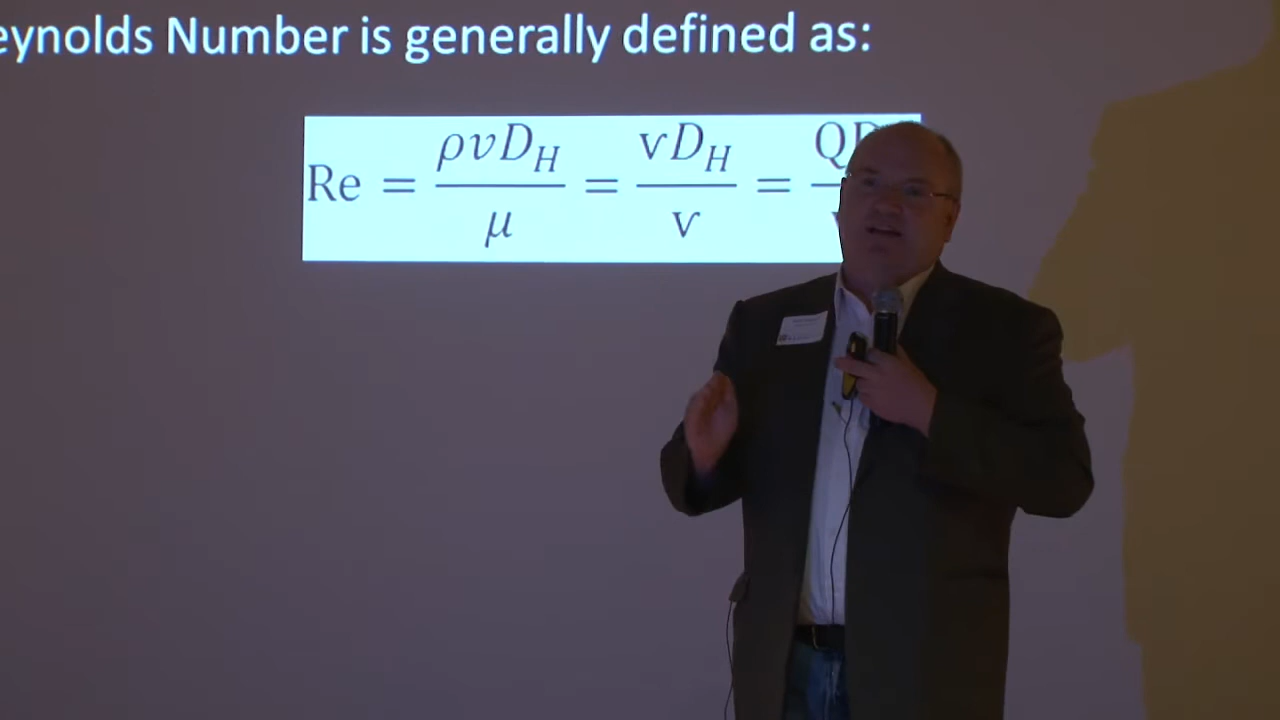 eynolds Number is generally defined as:
Re = ρvD_H / μ = vD_H / v = QD